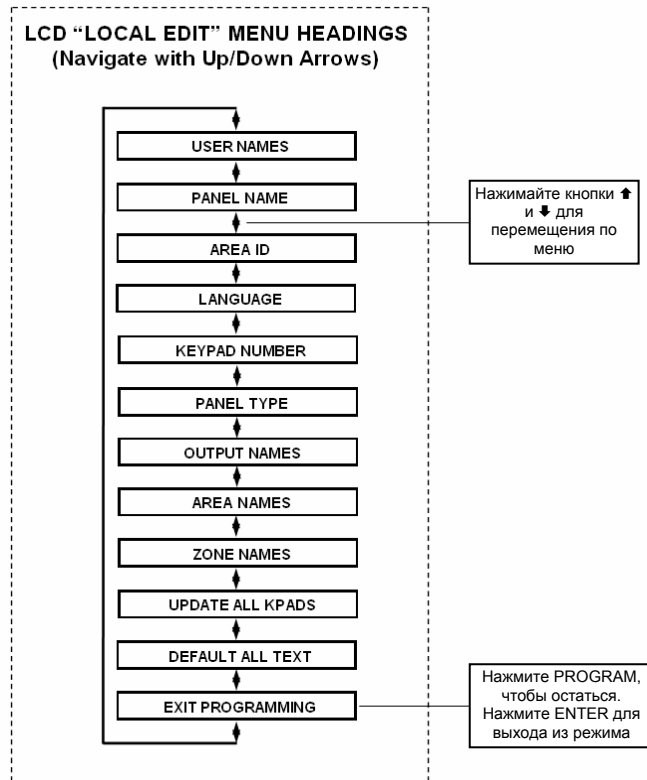 LCD “LOCAL EDIT” MENU HEADINGS
(Navigate with Up/Down Arrows)
USER NAMES
PANEL NAME
Нажимайте кнопки ⬆
и ⬇ для
перемещения по
меню
AREA ID
LANGUAGE
KEYPAD NUMBER
PANEL TYPE
OUTPUT NAMES
AREA NAMES
ZONE NAMES
UPDATE ALL KPADS
DEFAULT ALL TEXT
EXIT PROGRAMMING
Нажмите PROGRAM,
чтобы остаться.
Нажмите ENTER для
выхода из режима